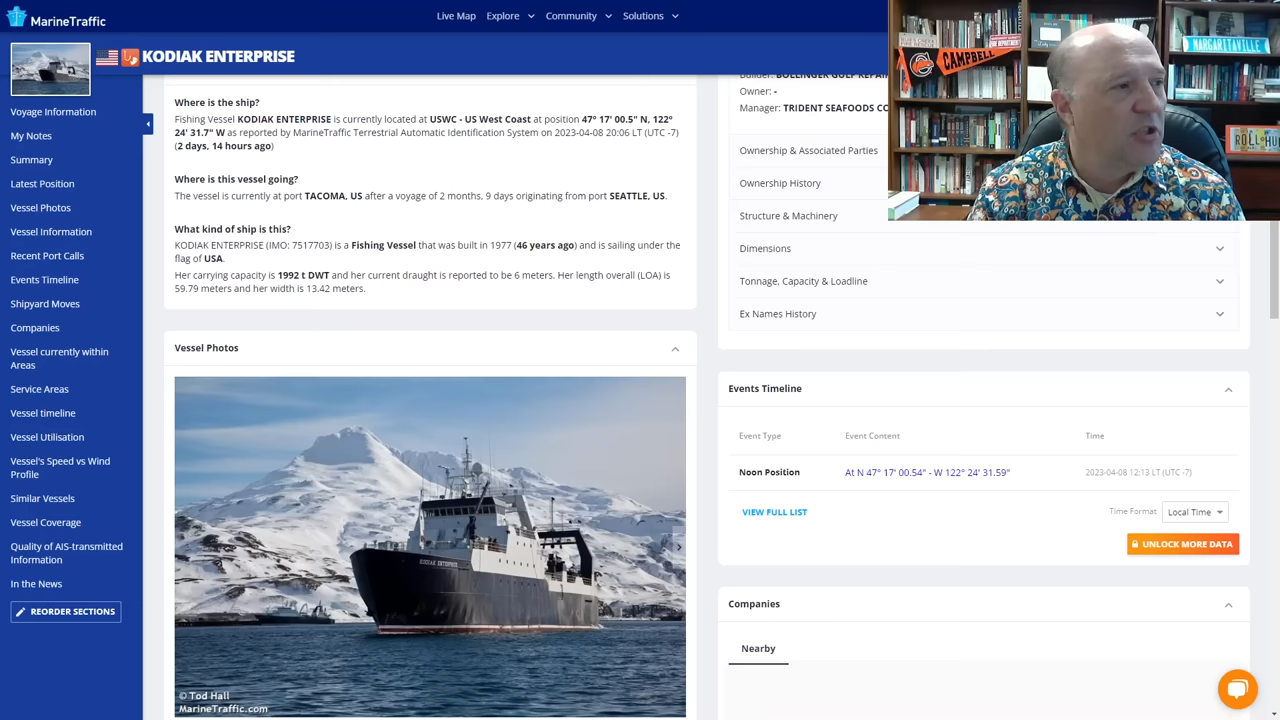 MarineTraffic
Live Map
Explore
Community
Solutions
KODIAK ENTERPRISE
Voyage Information
My Notes
Summary
Latest Position
Vessel Photos
Vessel Information
Recent Port Calls
Events Timeline
Shipyard Moves
Companies
Vessel currently within
Areas
Service Areas
Vessel timeline
Vessel Utilisation
Vessel's Speed vs Wind
Profile
Similar Vessels
Vessel Coverage
Quality of AIS-transmitted
Information
In the News
REORDER SECTIONS
Where is the ship?
Fishing Vessel KODIAK ENTERPRISE is currently located at USWC - US West Coast at position 47° 17' 00.5" N, 122°
24' 31.7" W as reported by MarineTraffic Terrestrial Automatic Identification System on 2023-04-08 20:06 LT (UTC -7)
(2 days, 14 hours ago)
Where is this vessel going?
The vessel is currently at port TACOMA, US after a voyage of 2 months, 9 days originating from port SEATTLE, US.
What kind of ship is this?
KODIAK ENTERPRISE (IMO: 7517703) is a Fishing Vessel that was built in 1977 (46 years ago) and is sailing under the
flag of USA.
Her carrying capacity is 1992 t DWT and her current draught is reported to be 6 meters. Her length overall (LOA) is
59.79 meters and her width is 13.42 meters.
Vessel Photos
KODIAK ENTERPRISE
© Tod Hall
MarineTraffic.com
Builder: BOLLINGER GULF REPAIR
Owner: -
Manager: TRIDENT SEAFOODS CO
Ownership & Associated Parties
Ownership History
Structure & Machinery
Dimensions
Tonnage, Capacity & Loadline
Ex Names History
Events Timeline
Event Type
Event Content
Time
Noon Position
At N 47° 17' 00.54" - W 122° 24' 31.59"
2023-04-08 12:13 LT (UTC -7)
VIEW FULL LIST
Time Format
Local Time
UNLOCK MORE DATA
Companies
Nearby
CAMPBELL
MARGARITAVILLE